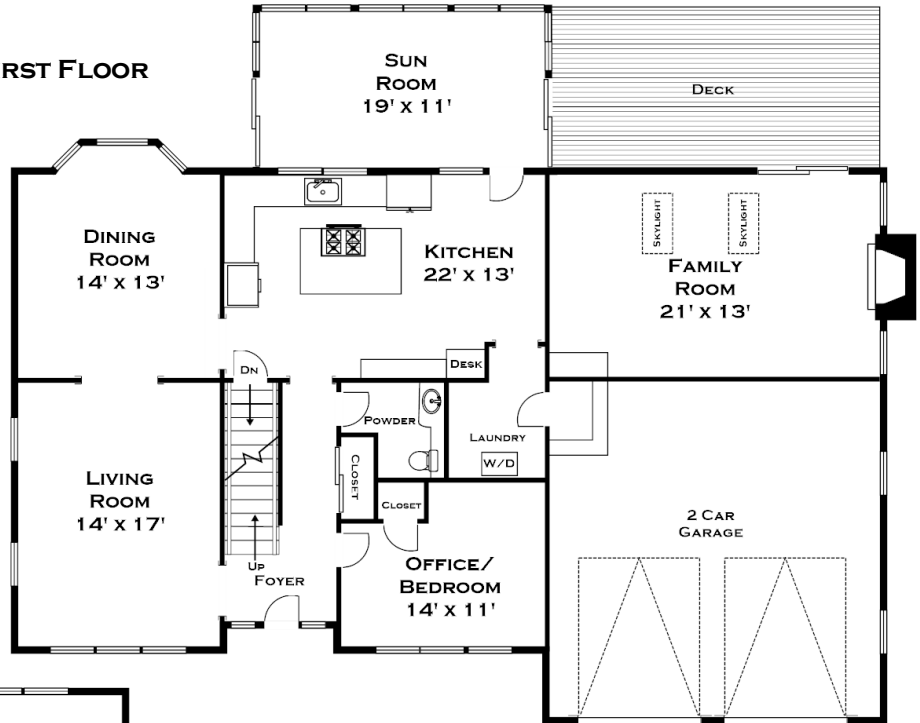 RST FLOOR
SUN
ROOM
19' X 11'
DECK
DINING
ROOM
14' X 13'
KITCHEN
22' X 13'
SKYLIGHT
SKYLIGHT
FAMILY
ROOM
21' X 13'
DN
DESK
POWDER
LAUNDRY
W/D
CLOSET
CLOSET
LIVING
ROOM
14' X 17'
UP
FOYER
OFFICE/
BEDROOM
14' X 11'
2 CAR
GARAGE